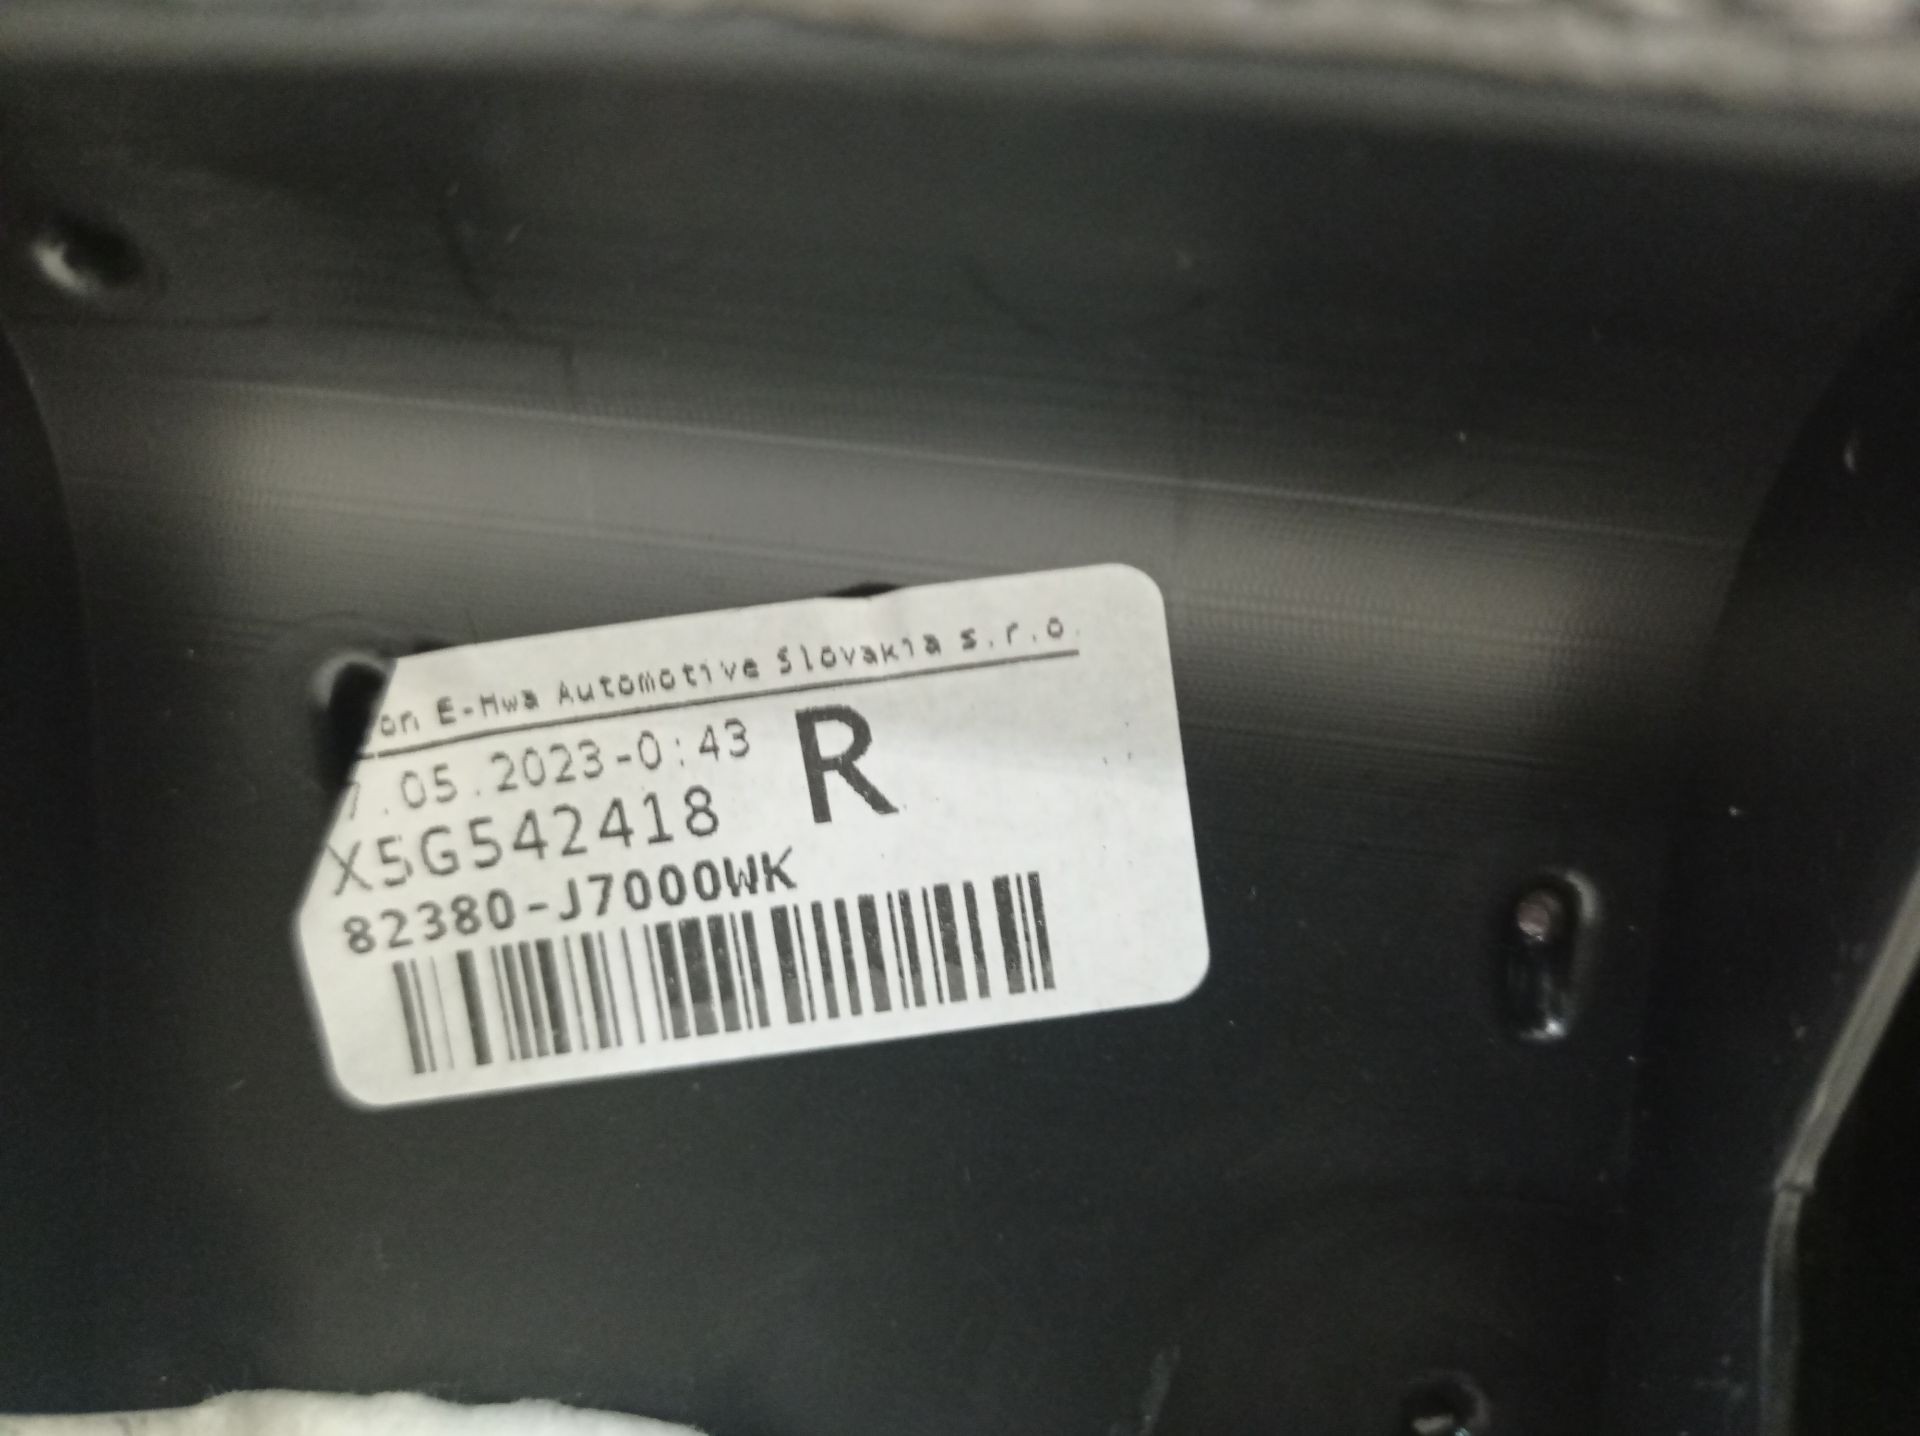 on E-Hwa Automotive Slovakia s.r.o.
7.05.2023-0:43
R
X5G542418
82380-J7000WK